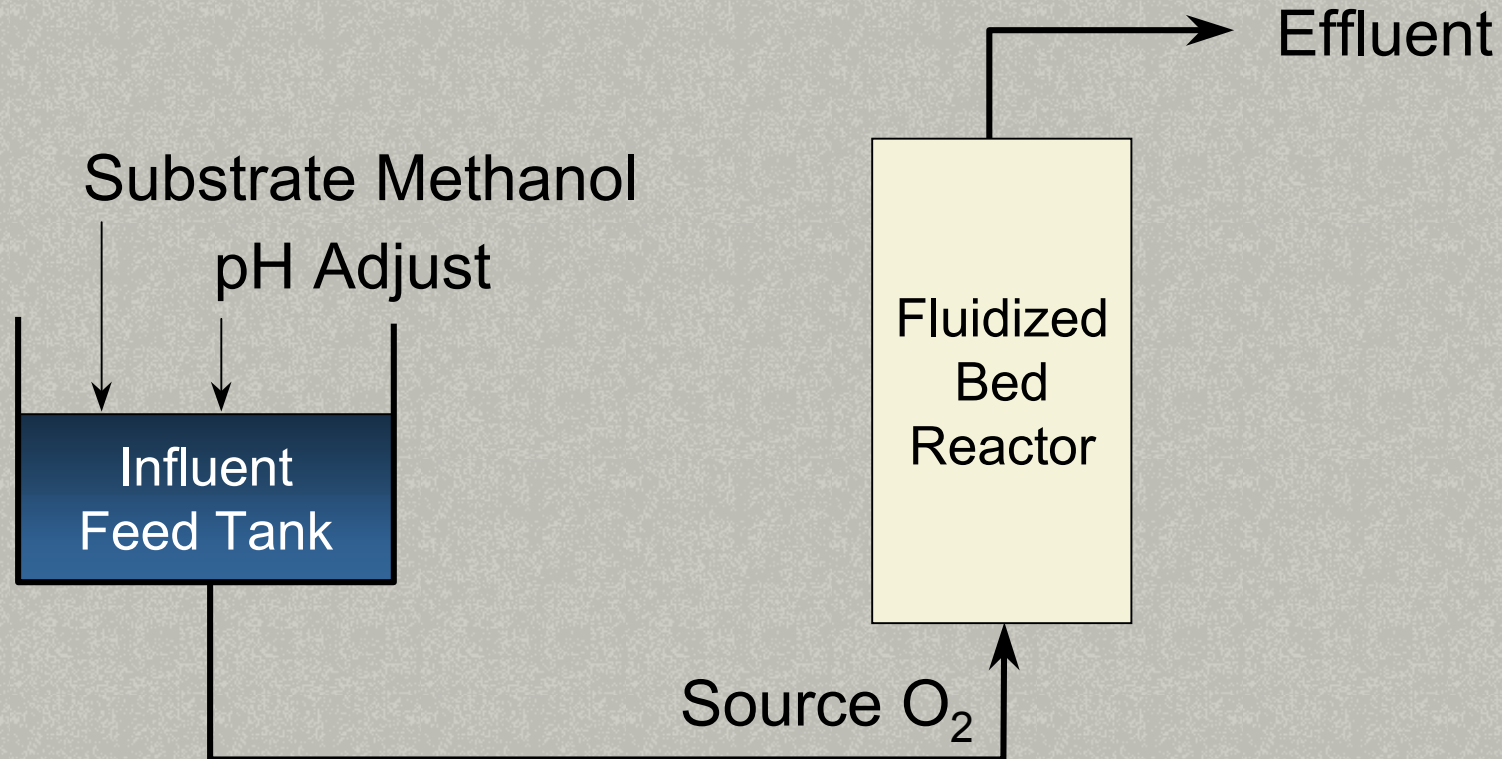 Effluent
Substrate Methanol
pH Adjust
Fluidized
Bed
Reactor
Influent
Feed Tank
Source O₂